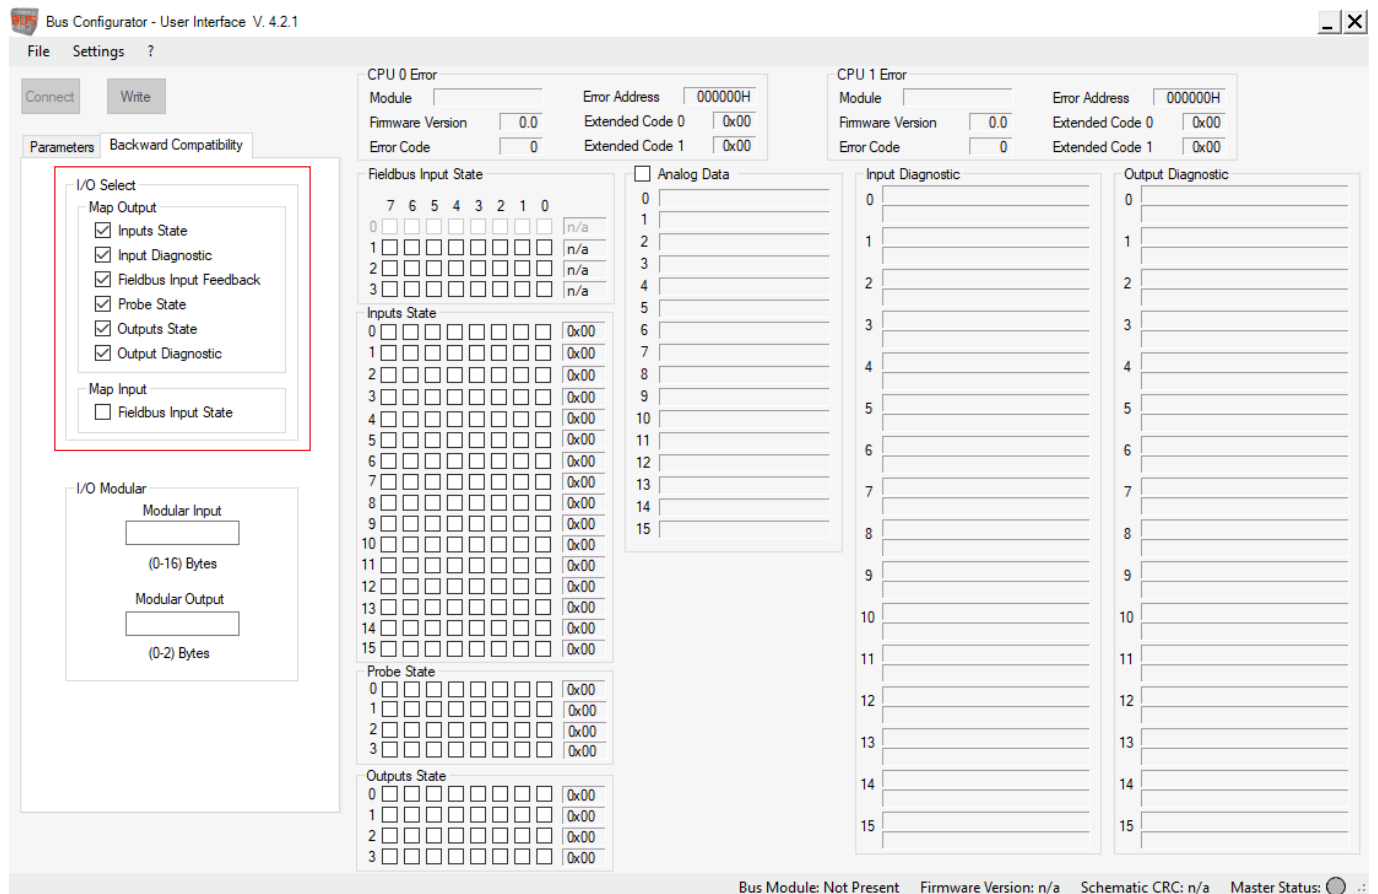 BUS Bus Configurator - User Interface V. 4.2.1
File Settings ?
Connect Write
Parameters Backward Compatibility
I/O Select
Map Output
Inputs State
Input Diagnostic
Fieldbus Input Feedback
Probe State
Outputs State
Output Diagnostic
Map Input
Fieldbus Input State
I/O Modular
Modular Input
(0-16) Bytes
Modular Output
(0-2) Bytes
CPU 0 Error
Module Error Address 000000H
Firmware Version 0.0 Extended Code 0 0x00
Error Code 0 Extended Code 1 0x00
CPU 1 Error
Module Error Address 000000H
Firmware Version 0.0 Extended Code 0 0x00
Error Code 0 Extended Code 1 0x00
Fieldbus Input State
7 6 5 4 3 2 1 0
0 n/a
1 n/a
2 n/a
3 n/a
Inputs State
0 0x00
1 0x00
2 0x00
3 0x00
4 0x00
5 0x00
6 0x00
7 0x00
8 0x00
9 0x00
10 0x00
11 0x00
12 0x00
13 0x00
14 0x00
15 0x00
Probe State
0 0x00
1 0x00
2 0x00
3 0x00
Outputs State
0 0x00
1 0x00
2 0x00
3 0x00
Analog Data
0
1
2
3
4
5
6
7
8
9
10
11
12
13
14
15
Input Diagnostic
0
1
2
3
4
5
6
7
8
9
10
11
12
13
14
15
Output Diagnostic
0
1
2
3
4
5
6
7
8
9
10
11
12
13
14
15
Bus Module: Not Present Firmware Version: n/a Schematic CRC: n/a Master Status: